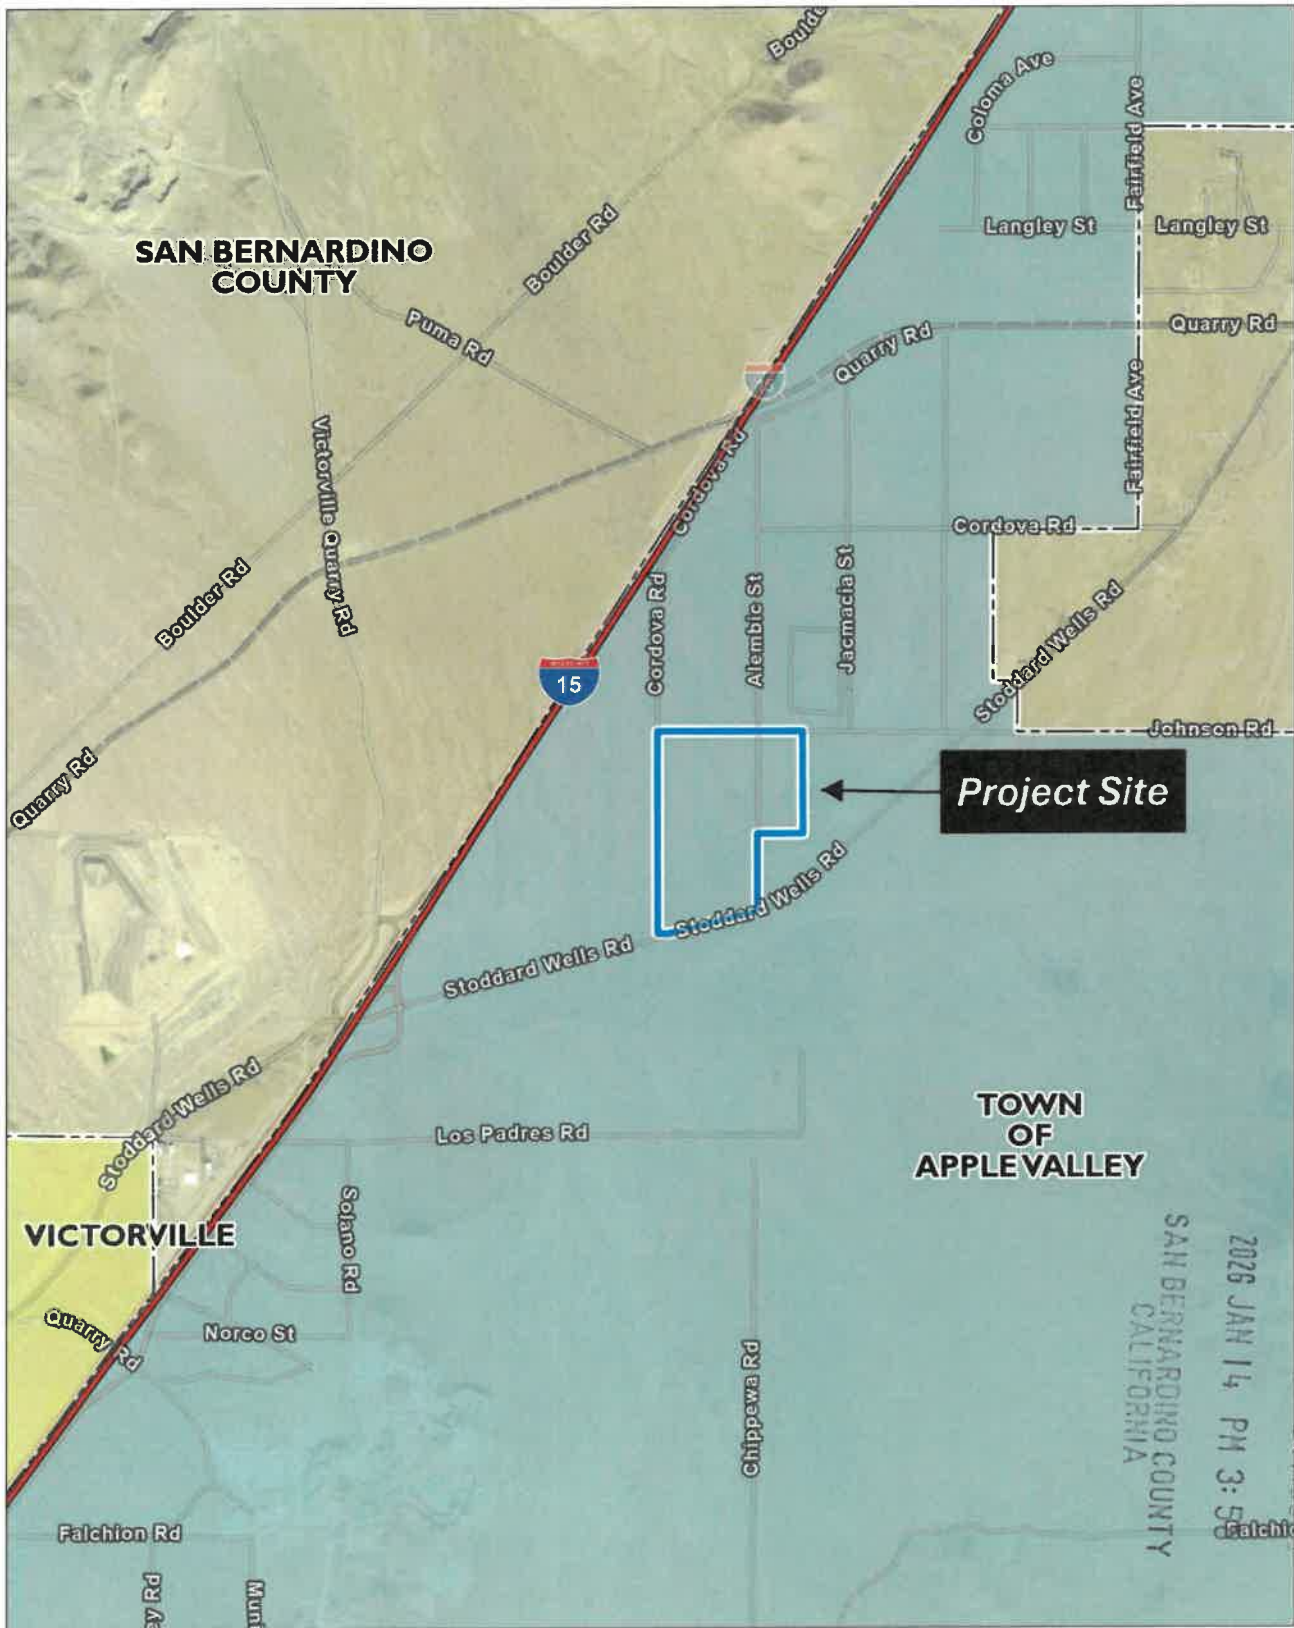 Boulder
Coloma Ave
Fairfield Ave
Langley St
Langley St
SAN BERNARDINO
COUNTY
Boulder Rd
Puma Rd
Quarry Rd
Quarry Rd
Fairfield Ave
Victorville Quarry Rd
Cordova Rd
Cordova Rd
Boulder Rd
Cordova Rd
Alembic St
Jacmacia St
Stoddard Wells Rd
15
Quarry Rd
Johnson Rd
Project Site
Stoddard Wells Rd
Stoddard Wells Rd
Stoddard Wells Rd
Los Padres Rd
TOWN
OF
APPLE VALLEY
VICTORVILLE
Solano Rd
Quarry Rd
Norco St
Chippewa Rd
2026 JAN 14 PM 3:5
SAN BERNARDINO COUNTY
CALIFORNIA
Falchion Rd
Falchio
ey Rd
Muni